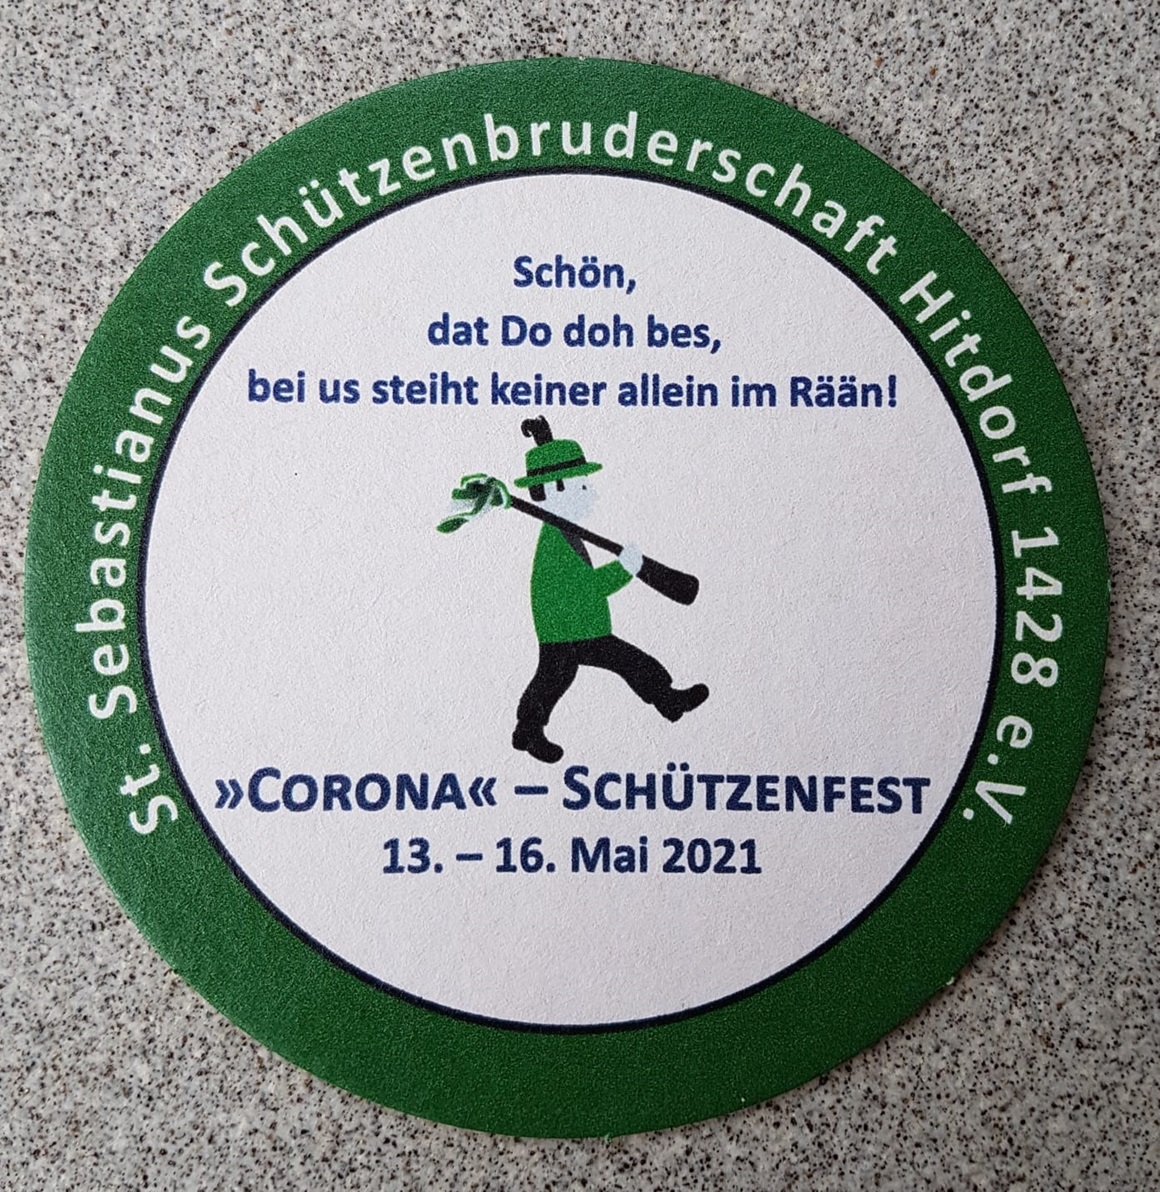 St. Sebastianus Schützenbruderschaft Hitdorf 1428 e.V.
Schön,
dat Do doh bes,
bei us steiht keiner allein im Rään!
»CORONA« – SCHÜTZENFEST
13. – 16. Mai 2021